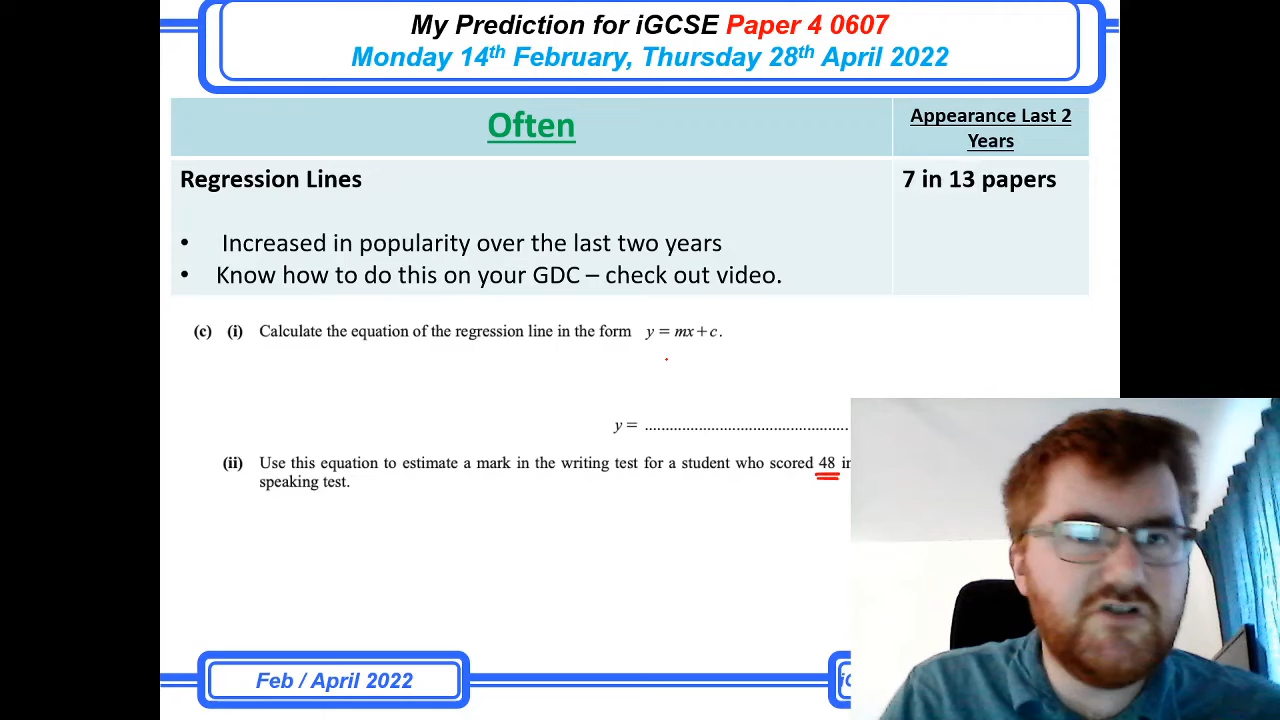 My Prediction for iGCSE Paper 4 0607
Monday 14th February, Thursday 28th April 2022
Often
Appearance Last 2
Years
Regression Lines
7 in 13 papers
• Increased in popularity over the last two years
• Know how to do this on your GDC – check out video.
(c) (i) Calculate the equation of the regression line in the form y = mx + c.
y = ................................................
(ii) Use this equation to estimate a mark in the writing test for a student who scored 48 in
speaking test.
Feb / April 2022